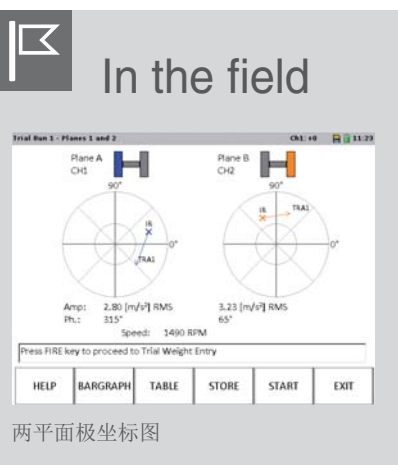 In the field
Trial Run 1 - Planes 1 and 2 Ch1: +0 11:23
Plane A
CH1
Plane B
CH2
90°
90°
IR
TRA1
0°
IR
TRA1
0°
Amp: 2.80 [m/s²] RMS
Ph.: 315°
3.23 [m/s²] RMS
65°
Speed: 1490 RPM
Press FIRE key to proceed to Trial Weight Entry
HELP BARGRAPH TABLE STORE START EXIT
两平面极坐标图